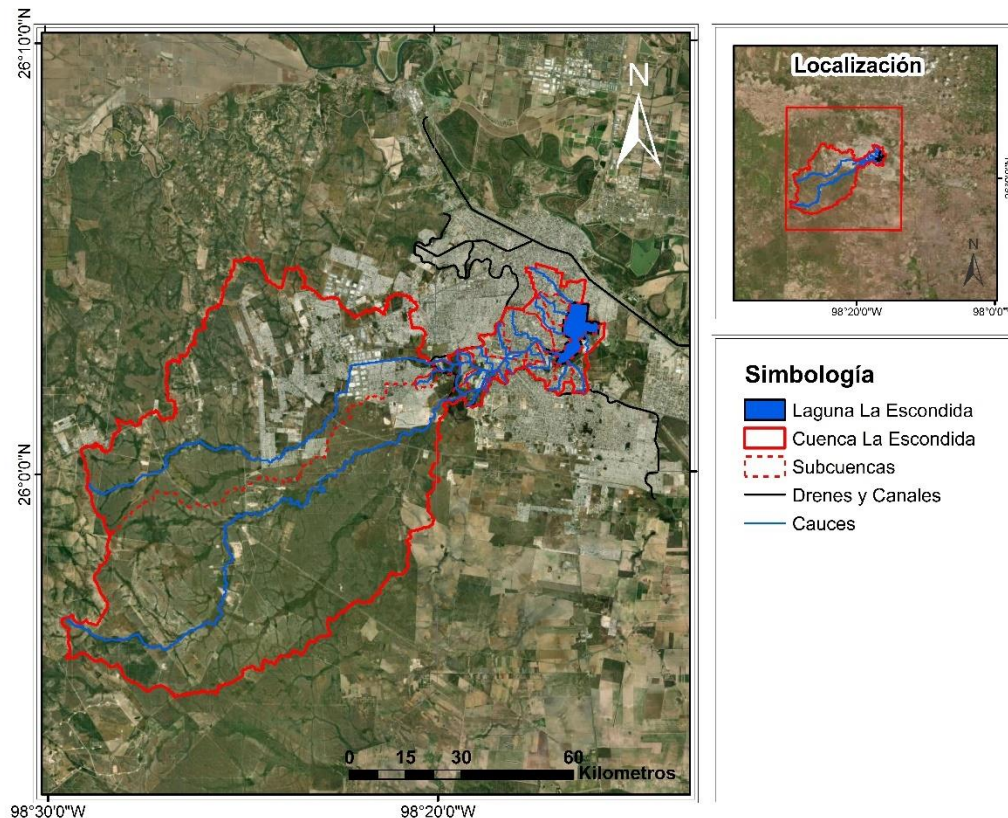 26°10'0"N
26°0'0"N
98°30'0"W
98°20'0"W
N
0 15 30 60
Kilometros
Localización
N
98°20'0"W
98°0'0"W
Simbología
Laguna La Escondida
Cuenca La Escondida
Subcuencas
Drenes y Canales
Cauces